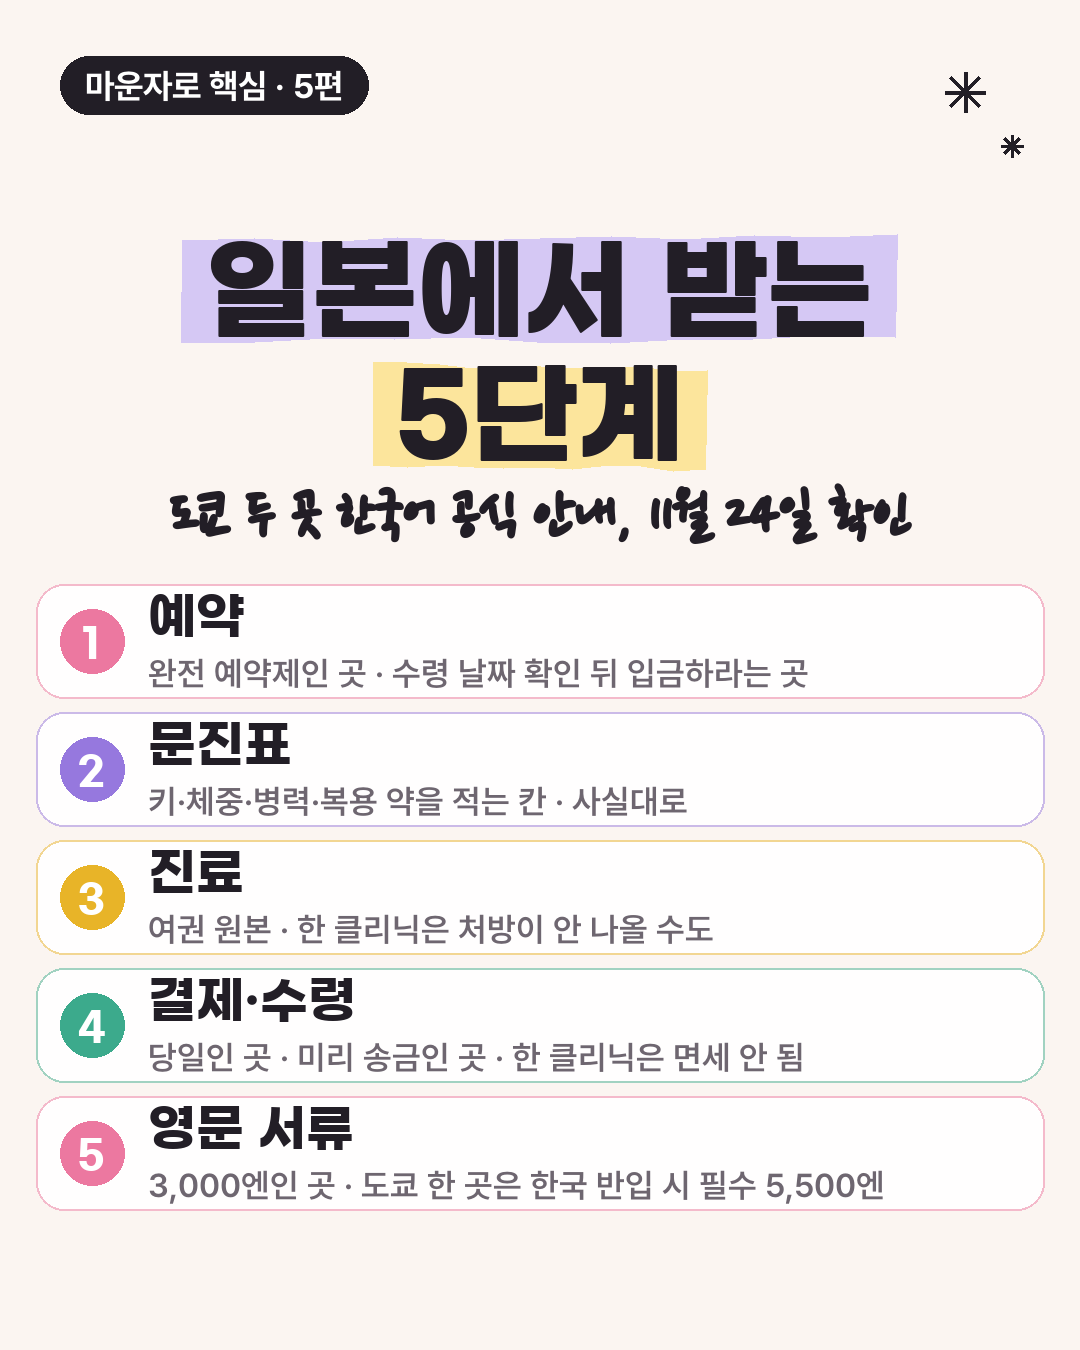 마운자로 핵심 · 5편
일본에서 받는
5단계
도쿄 두 곳 한국어 공식 안내, 11월 24일 확인
1 예약
완전 예약제인 곳 · 수령 날짜 확인 뒤 입금하라는 곳
2 문진표
키·체중·병력·복용 약을 적는 칸 · 사실대로
3 진료
여권 원본 · 한 클리닉은 처방이 안 나올 수도
4 결제·수령
당일인 곳 · 미리 송금인 곳 · 한 클리닉은 면세 안 됨
5 영문 서류
3,000엔인 곳 · 도쿄 한 곳은 한국 반입 시 필수 5,500엔